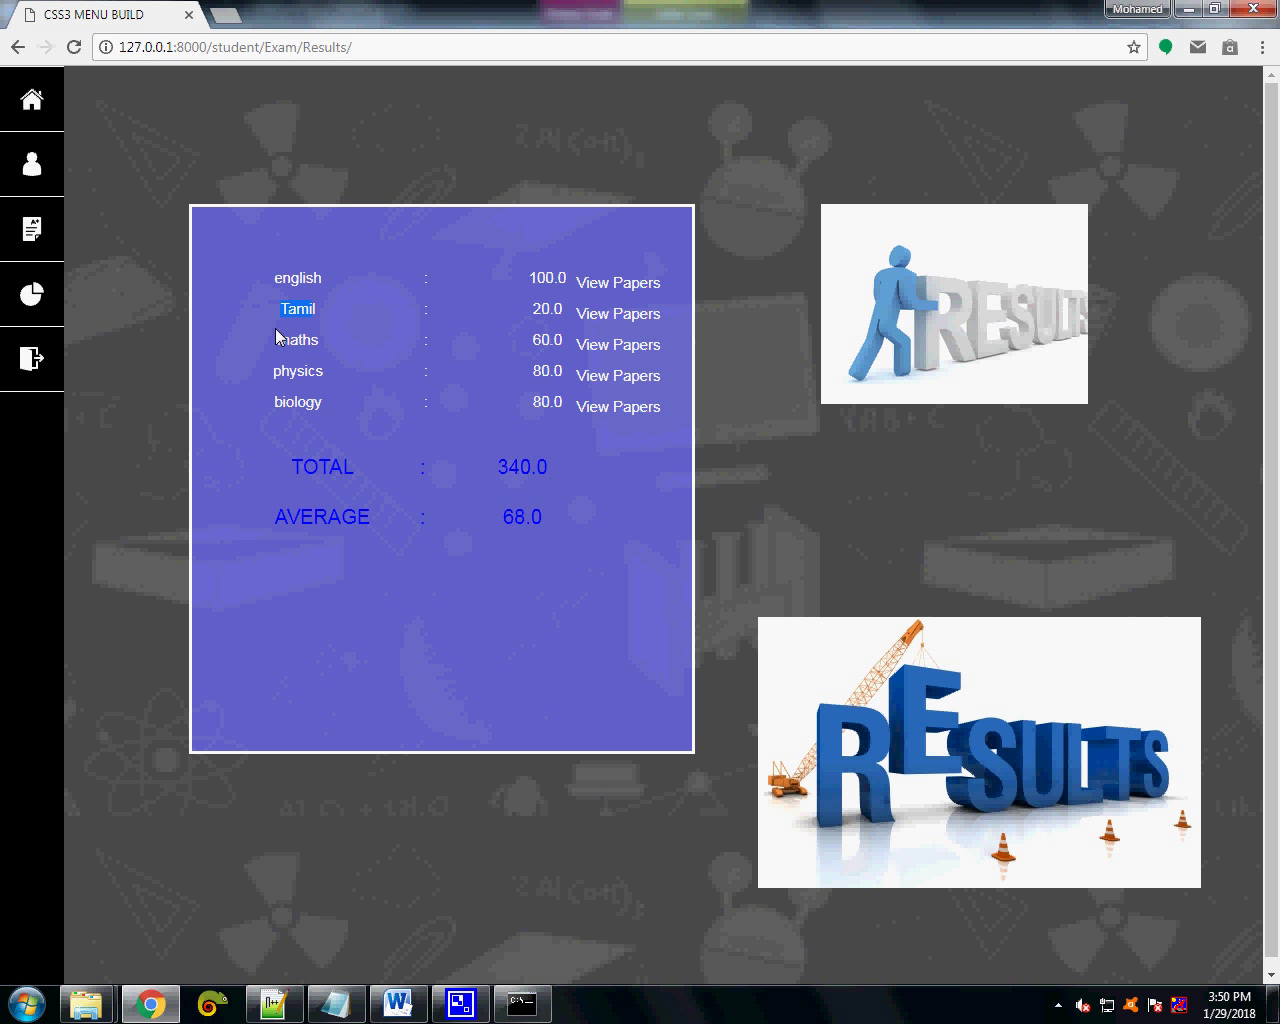 CSS3 MENU BUILD
Mohamed
127.0.0.1:8000/student/Exam/Results/
english : 100.0 View Papers
Tamil : 20.0 View Papers
maths : 60.0 View Papers
physics : 80.0 View Papers
biology : 80.0 View Papers
TOTAL : 340.0
AVERAGE : 68.0
RESULTS
RESULTS
3:50 PM
1/29/2018